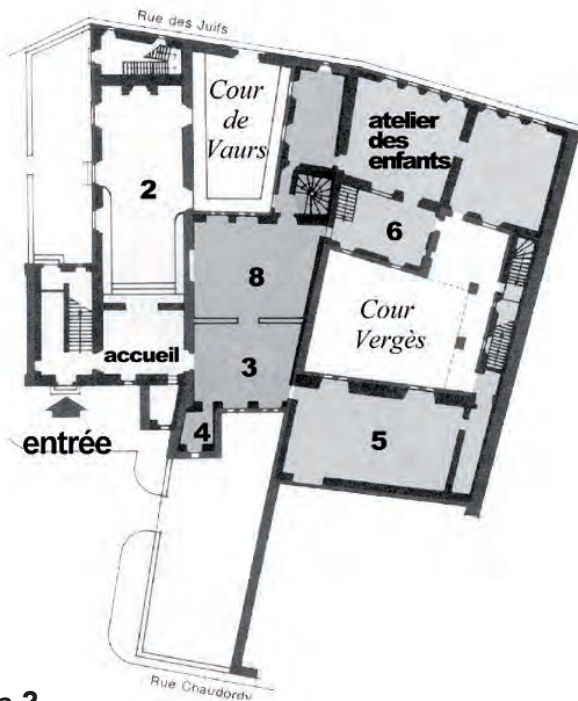 Rue des Juifs
Cour
de
Vaurs
atelier
des
enfants
2
6
8
Cour
Vergès
accueil
3
4
5
entrée
Rue Chaudordy